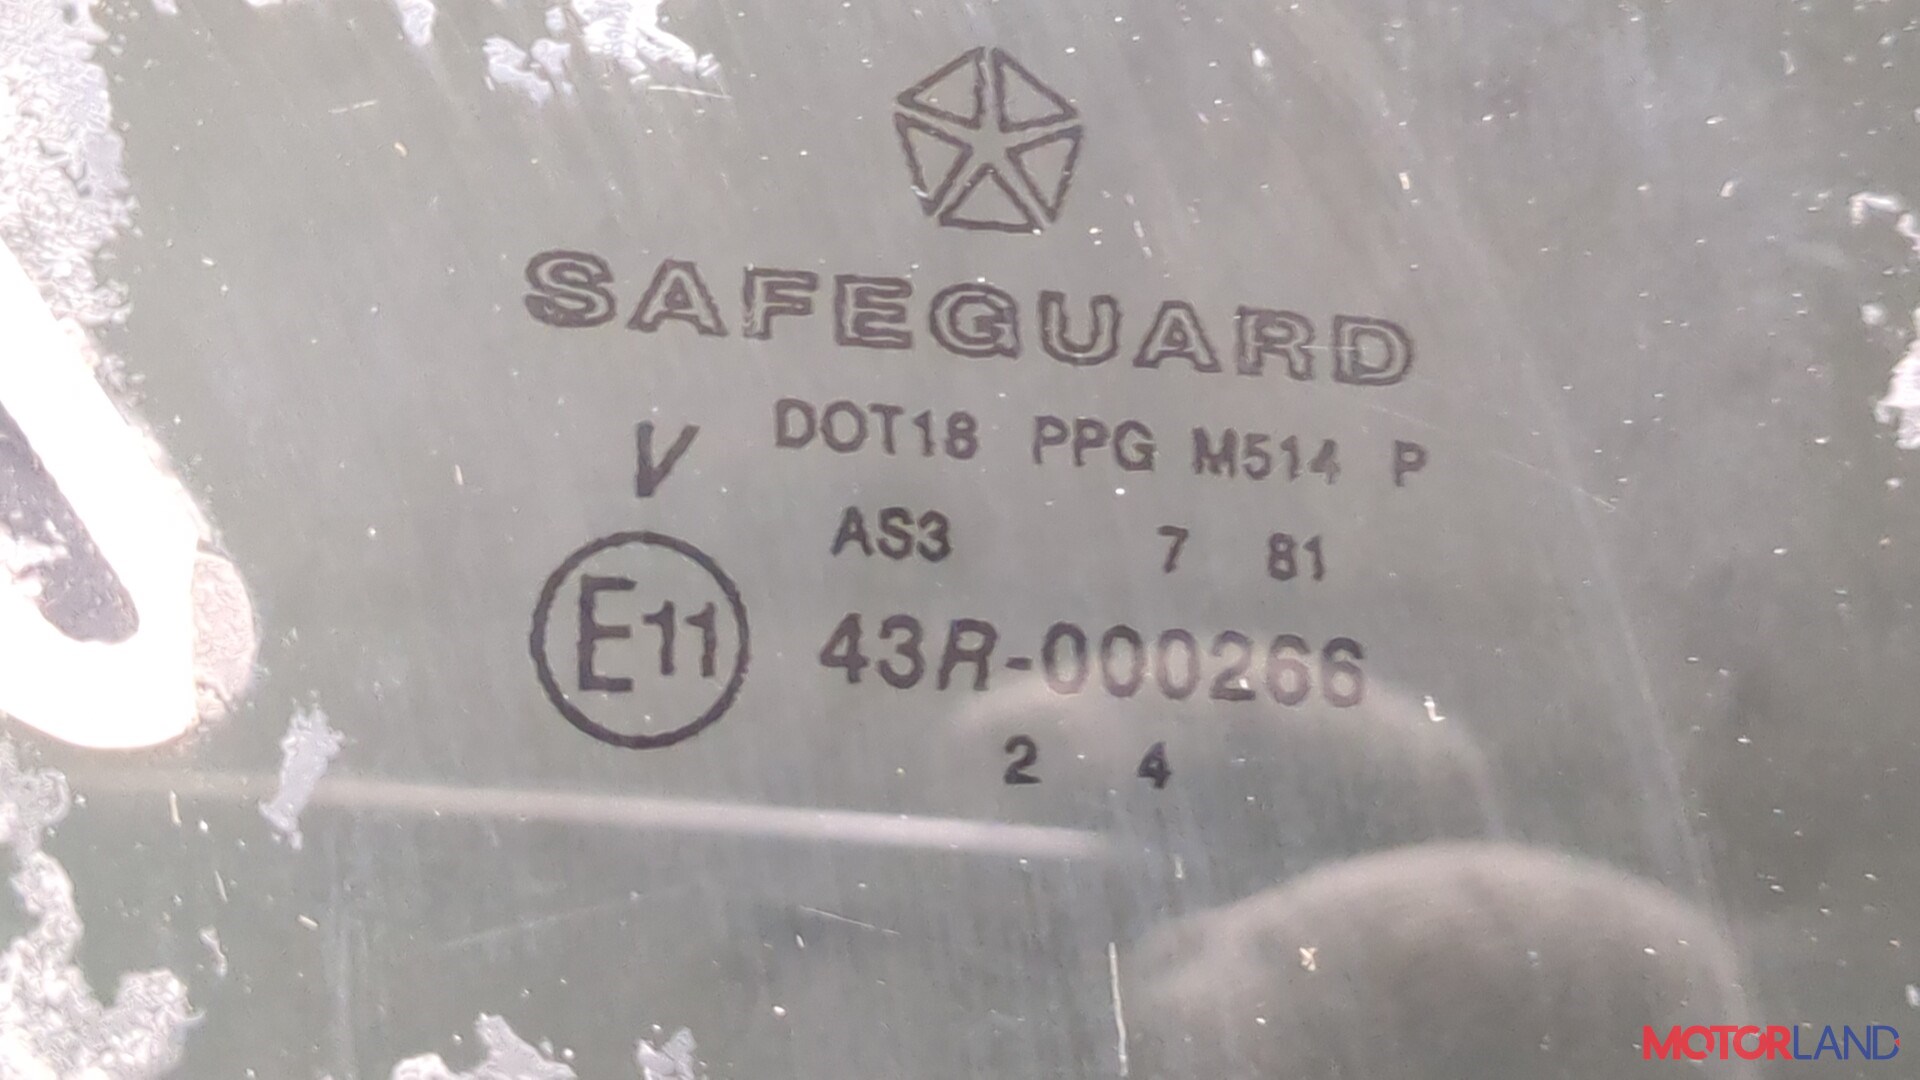 SAFEGUARD
V DOT18 PPG M514 P
AS3 7 81
E11 43R-000266
2 4
MOTORLAND